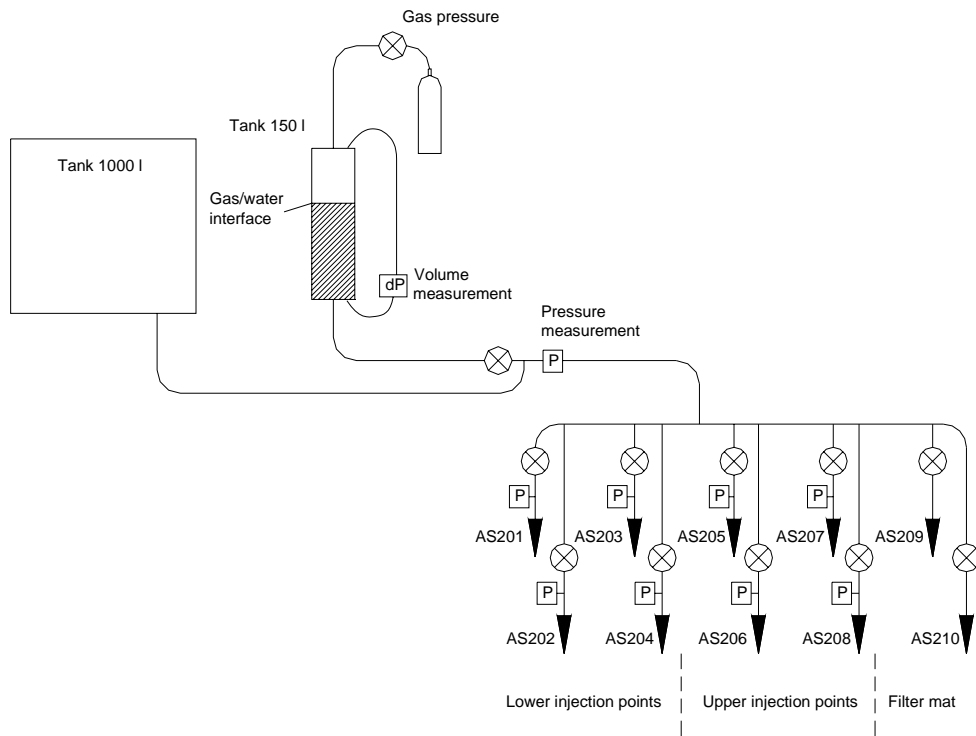 Gas pressure
Tank 150 l
Tank 1000 l
Gas/water
interface
dP
Volume
measurement
Pressure
measurement
P
P
P
P
P
AS201
AS203
AS205
AS207
AS209
P
P
P
P
AS202
AS204
AS206
AS208
AS210
Lower injection points
Upper injection points
Filter mat